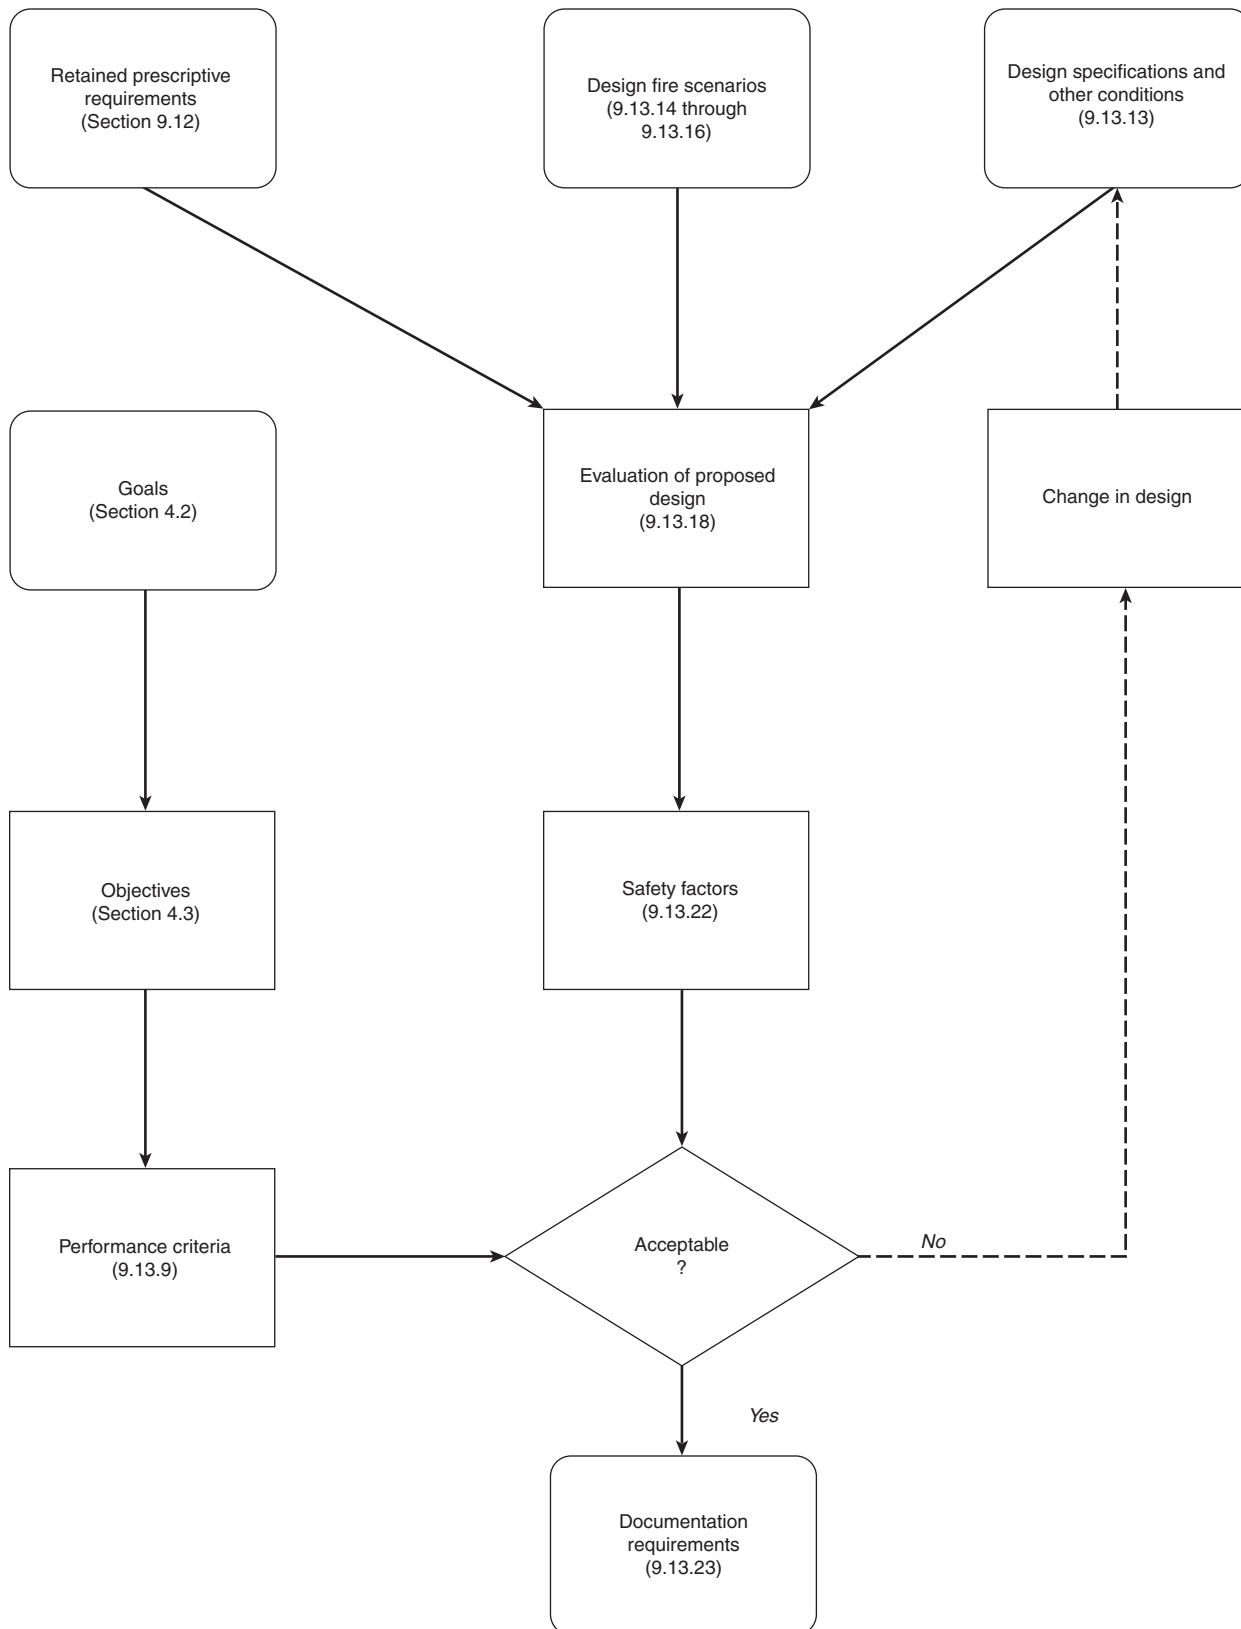 Retained prescriptive
requirements
(Section 9.12)
Design fire scenarios
(9.13.14 through
9.13.16)
Design specifications and
other conditions
(9.13.13)
Goals
(Section 4.2)
Evaluation of proposed
design
(9.13.18)
Change in design
Objectives
(Section 4.3)
Safety factors
(9.13.22)
Performance criteria
(9.13.9)
Acceptable
?
No
Yes
Documentation
requirements
(9.13.23)